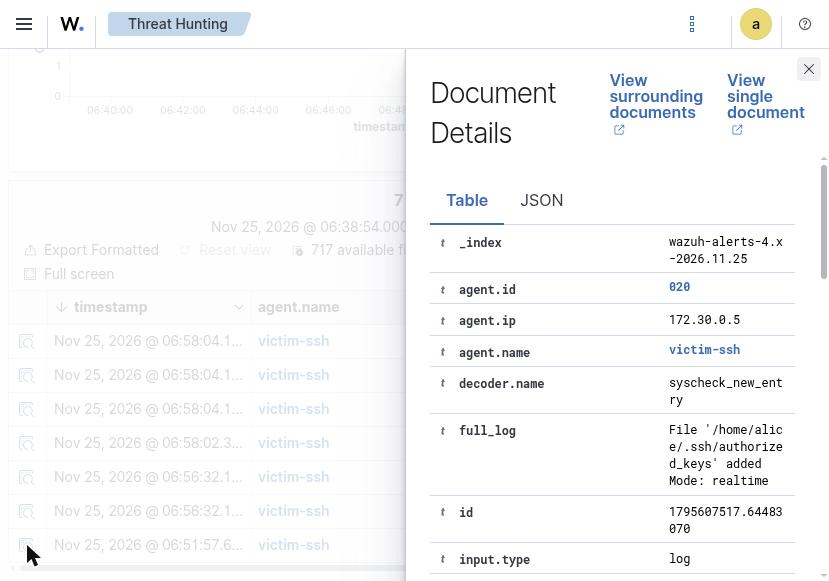 W.
Threat Hunting
a
1
0
06:40:00
06:42:00
06:44:00
06:46:00
06:48
timestam
7
Nov 25, 2026 @ 06:38:54.000
Export Formatted
Reset view
717 available f
Full screen
timestamp
agent.name
Nov 25, 2026 @ 06:58:04.1...
victim-ssh
Nov 25, 2026 @ 06:58:04.1...
victim-ssh
Nov 25, 2026 @ 06:58:04.1...
victim-ssh
Nov 25, 2026 @ 06:58:02.3...
victim-ssh
Nov 25, 2026 @ 06:56:32.1...
victim-ssh
Nov 25, 2026 @ 06:56:32.1...
victim-ssh
Nov 25, 2026 @ 06:51:57.6...
victim-ssh
Document
Details
View
surrounding
documents
View
single
document
Table
JSON
t _index
wazuh-alerts-4.x
-2026.11.25
t agent.id
020
t agent.ip
172.30.0.5
t agent.name
victim-ssh
t decoder.name
syscheck_new_ent
ry
t full_log
File '/home/alic
e/.ssh/authorize
d_keys' added
Mode: realtime
t id
1795607517.64483
070
t input.type
log